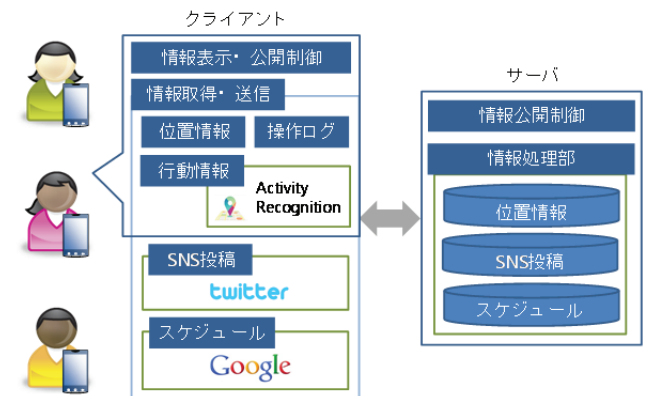 クライアント
情報表示・公開制御
情報取得・送信
位置情報
操作ログ
行動情報
Activity
Recognition
SNS投稿
twitter
スケジュール
Google
サーバ
情報公開制御
情報処理部
位置情報
SNS投稿
スケジュール